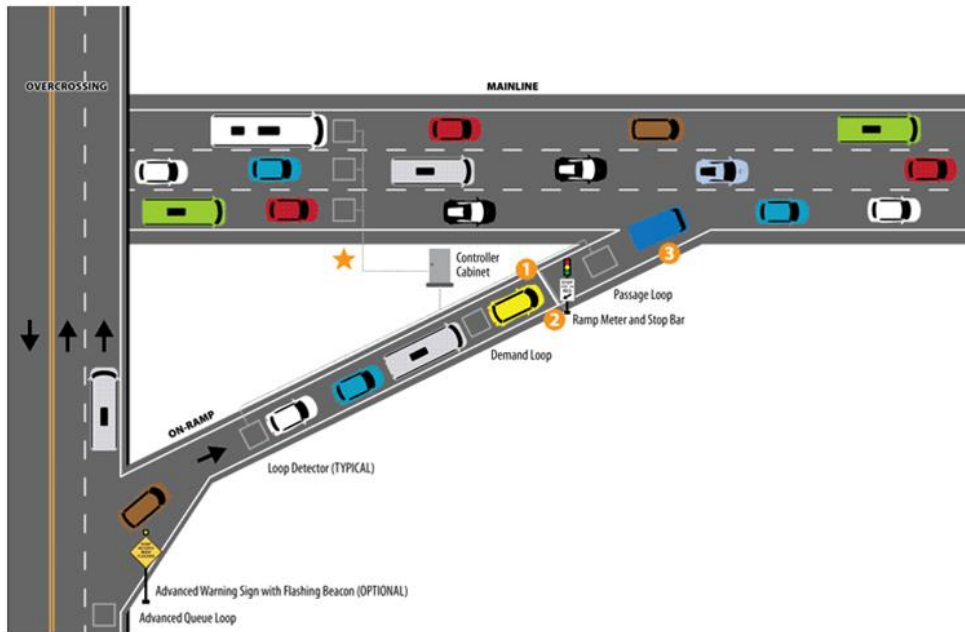 OVERCROSSING
MAINLINE
Controller
Cabinet
1
3
Passage Loop
2
Ramp Meter and Stop Bar
Demand Loop
ON-RAMP
Loop Detector (TYPICAL)
Advanced Warning Sign with Flashing Beacon (OPTIONAL)
Advanced Queue Loop